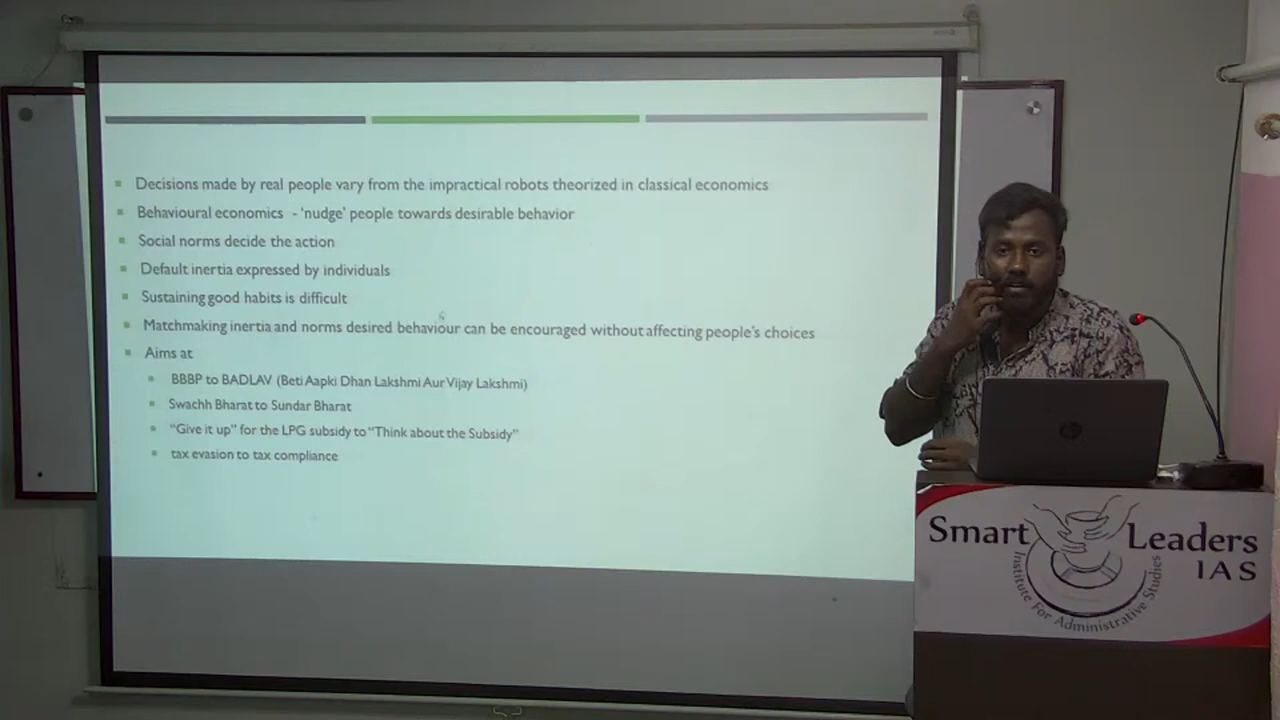 Decisions made by real people vary from the impractical robots theorized in classical economics
Behavioural economics - 'nudge' people towards desirable behavior
Social norms decide the action
Default inertia expressed by individuals
Sustaining good habits is difficult
Matchmaking inertia and norms desired behaviour can be encouraged without affecting people's choices
Aims at
BBBP to BADLAV (Beti Aapki Dhan Lakshmi Aur Vijay Lakshmi)
Swachh Bharat to Sundar Bharat
“Give it up” for the LPG subsidy to “Think about the Subsidy”
tax evasion to tax compliance
hp
Smart Leaders
IAS
Institute For Administrative Studies